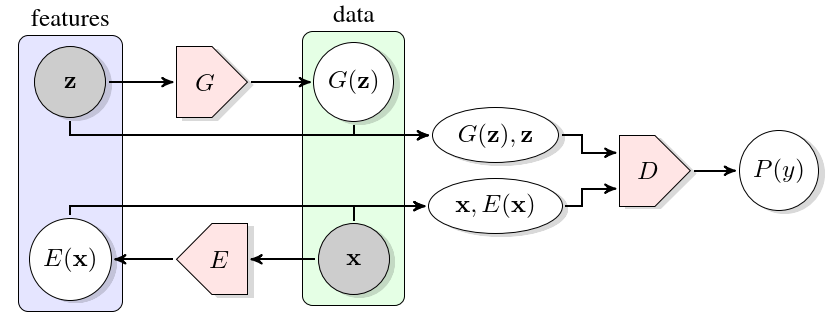 features
data
z
G
G(z)
G(z), z
D
P(y)
x, E(x)
E(x)
E
x